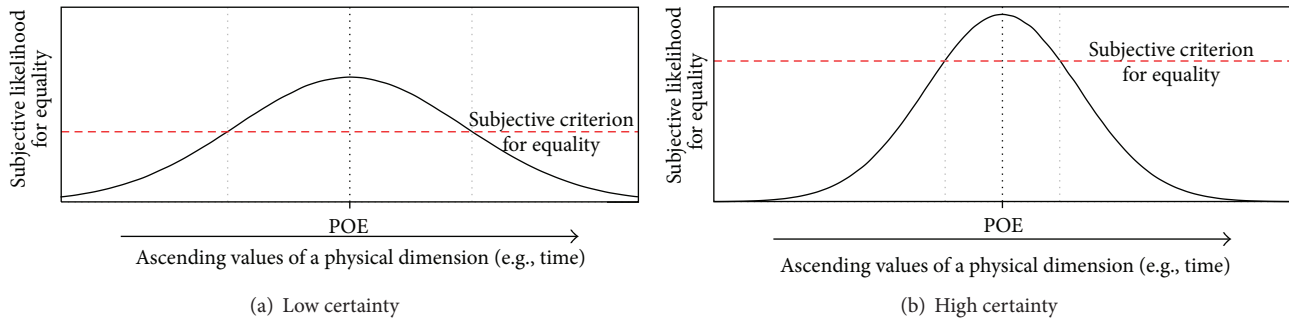 Subjective likelihood
for equality
Subjective criterion
for equality
POE
Ascending values of a physical dimension (e.g., time)
(a) Low certainty
Subjective likelihood
for equality
Subjective criterion
for equality
POE
Ascending values of a physical dimension (e.g., time)
(b) High certainty